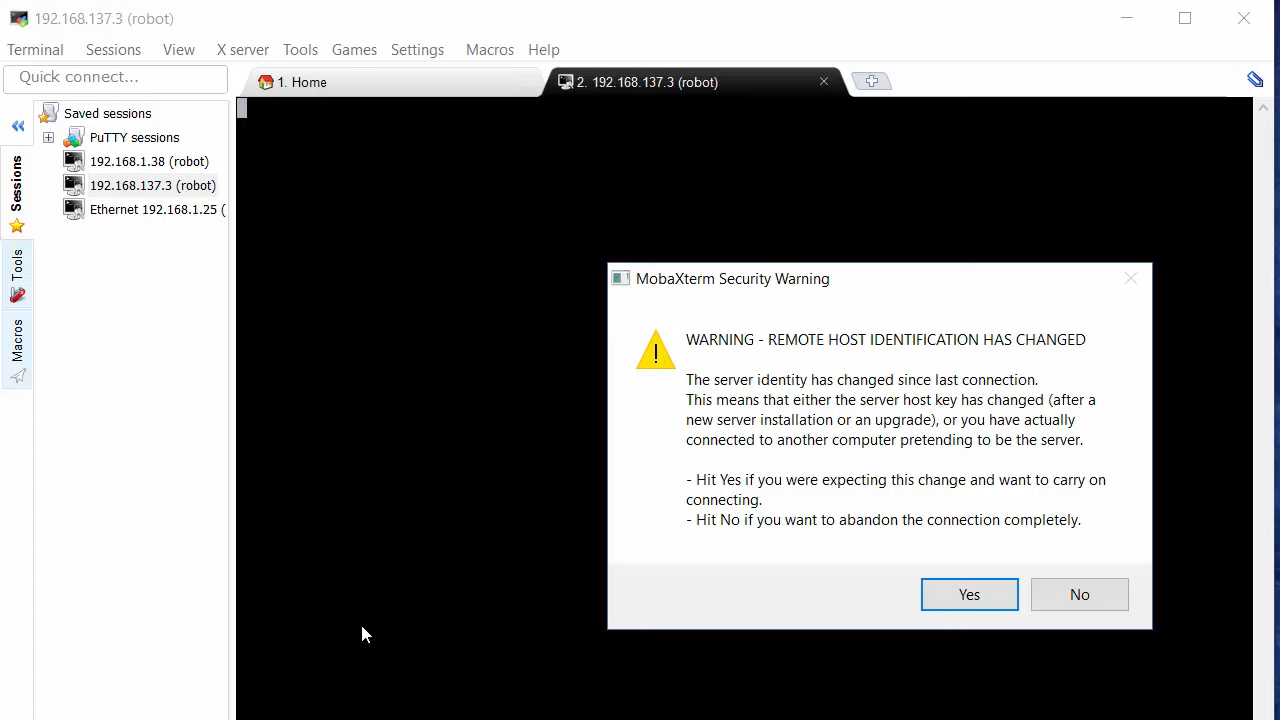 192.168.137.3 (robot)
Terminal Sessions View X server Tools Games Settings Macros Help
Quick connect...
1. Home
2. 192.168.137.3 (robot)
Sessions
Tools
Macros
Saved sessions
PuTTY sessions
192.168.1.38 (robot)
192.168.137.3 (robot)
Ethernet 192.168.1.25 (
MobaXterm Security Warning
WARNING - REMOTE HOST IDENTIFICATION HAS CHANGED
The server identity has changed since last connection.
This means that either the server host key has changed (after a
new server installation or an upgrade), or you have actually
connected to another computer pretending to be the server.
- Hit Yes if you were expecting this change and want to carry on
connecting.
- Hit No if you want to abandon the connection completely.
Yes
No